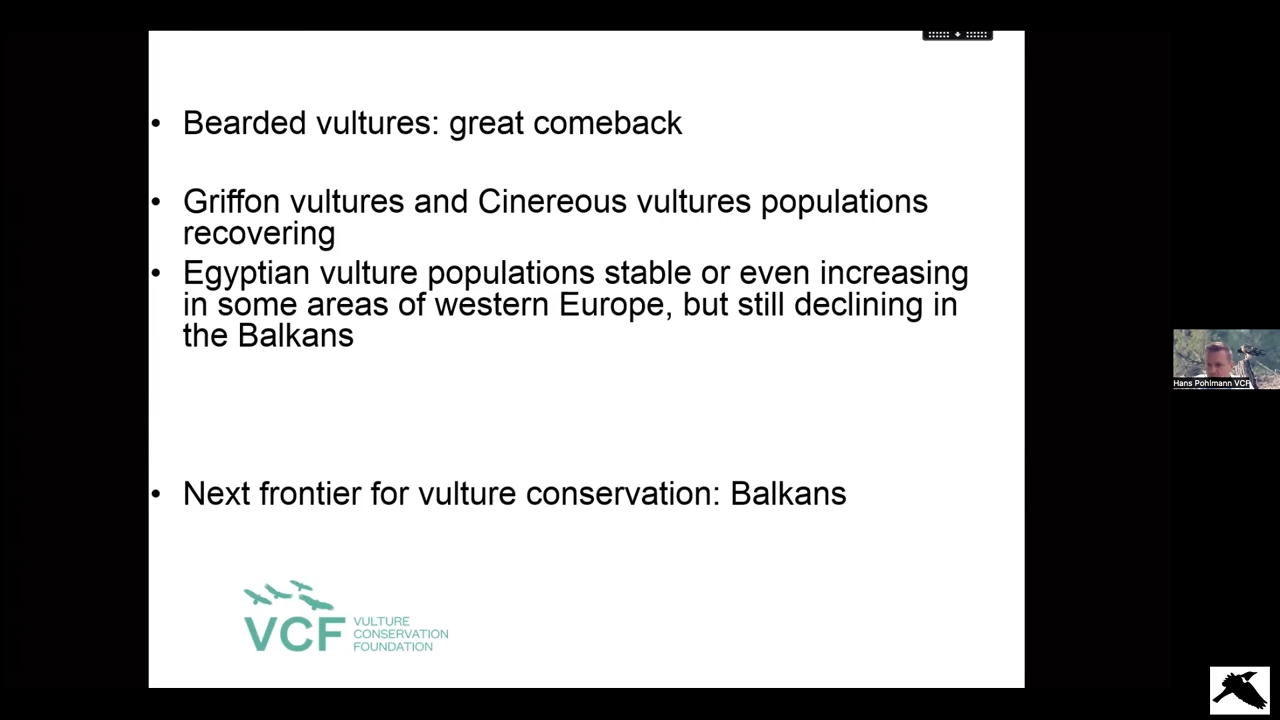 • Bearded vultures: great comeback
• Griffon vultures and Cinereous vultures populations
recovering
• Egyptian vulture populations stable or even increasing
in some areas of western Europe, but still declining in
the Balkans
• Next frontier for vulture conservation: Balkans
VCF
VULTURE
CONSERVATION
FOUNDATION
Hans Pohlmann VCF